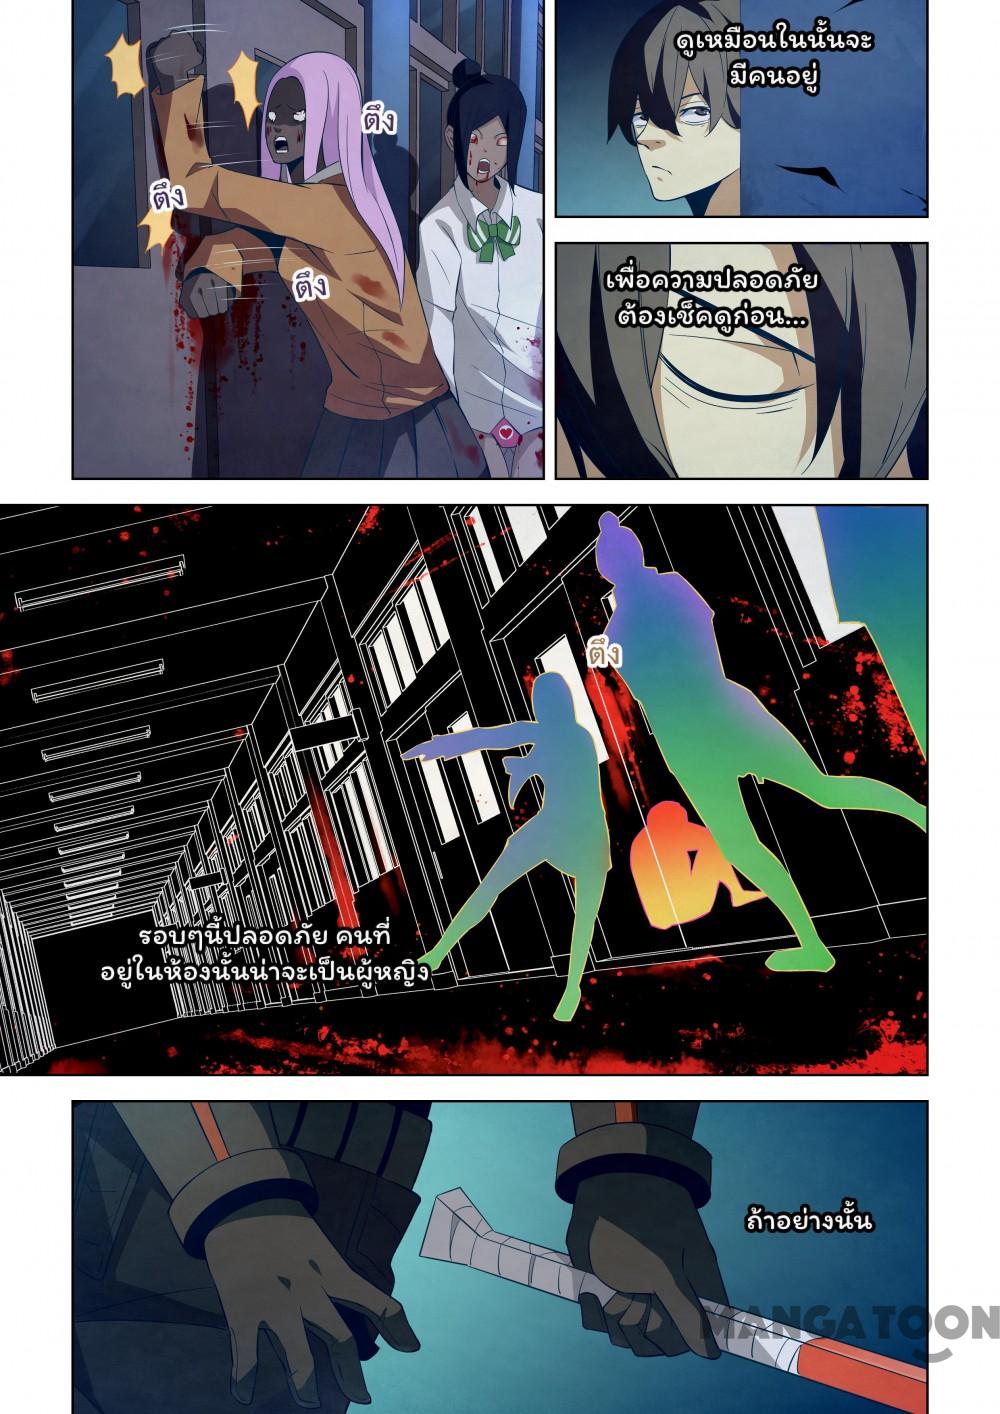 ตึง
ตึง
ตึง
ดูเหมือนในนั้นจะ
มีคนอยู่
เพื่อความปลอดภัย
ต้องเช็คดูก่อน...
ตึง
รอบๆนี้ปลอดภัย คนที่
อยู่ในห้องนั้นน่าจะเป็นผู้หญิง
ถ้าอย่างนั้น
MANGATOON